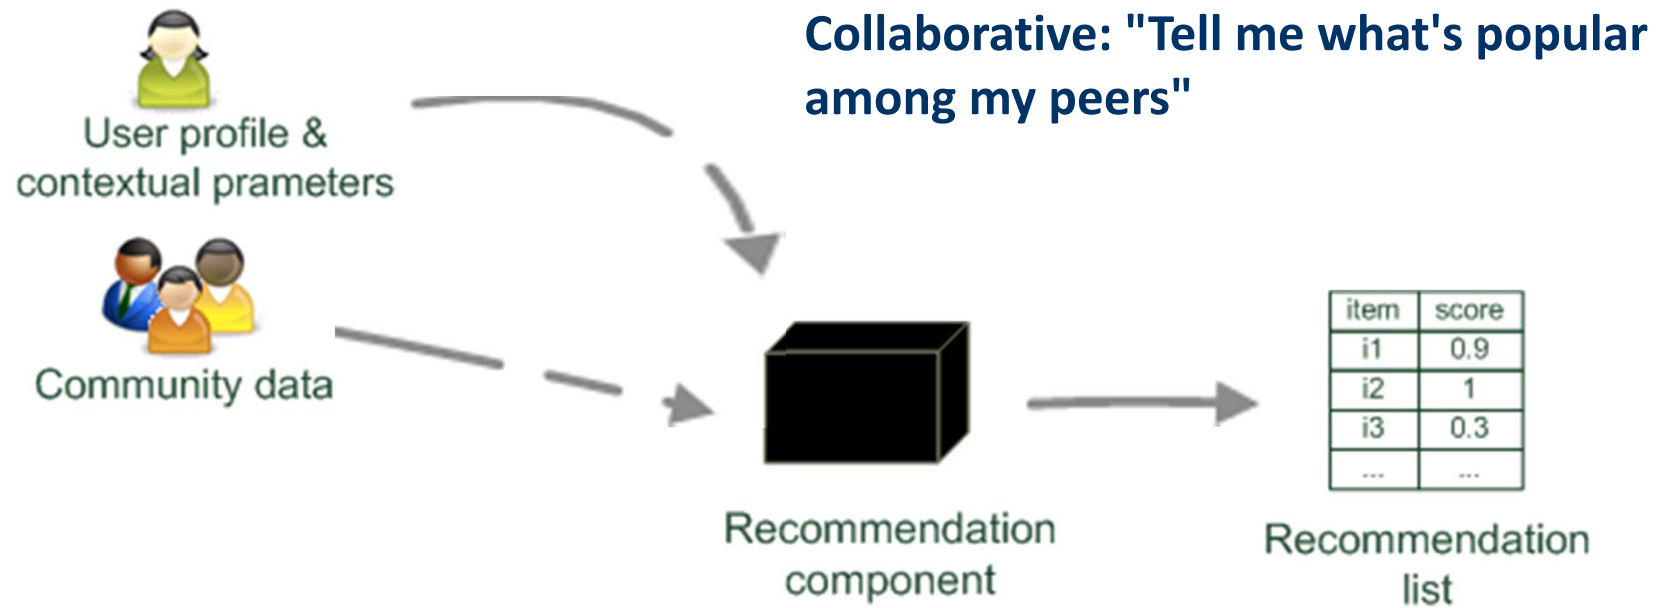 Collaborative: "Tell me what's popular
among my peers"
User profile &
contextual prameters
Community data
Recommendation
component
item score
i1 0.9
i2 1
i3 0.3
... ...
Recommendation
list